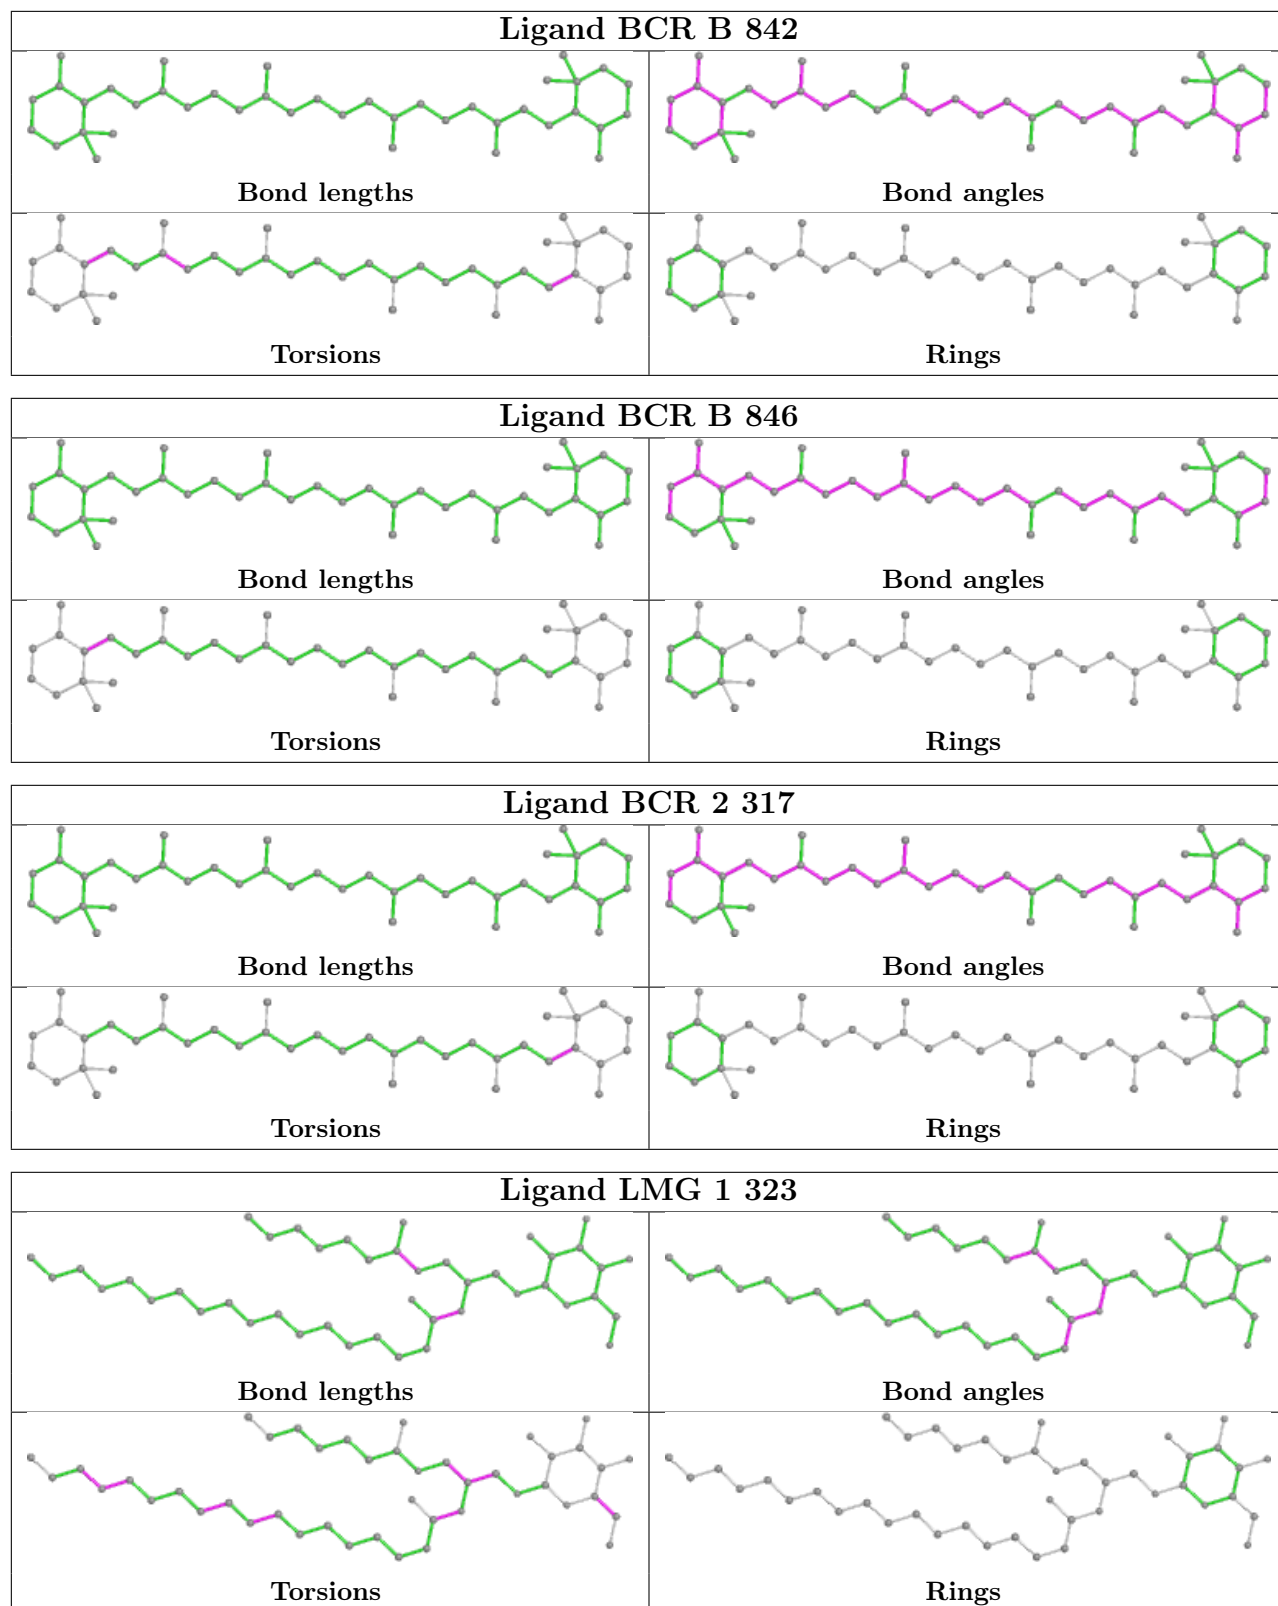 Ligand BCR B 842
Bond lengths
Bond angles
Torsions
Rings
Ligand BCR B 846
Bond lengths
Bond angles
Torsions
Rings
Ligand BCR 2 317
Bond lengths
Bond angles
Torsions
Rings
Ligand LMG 1 323
Bond lengths
Bond angles
Torsions
Rings